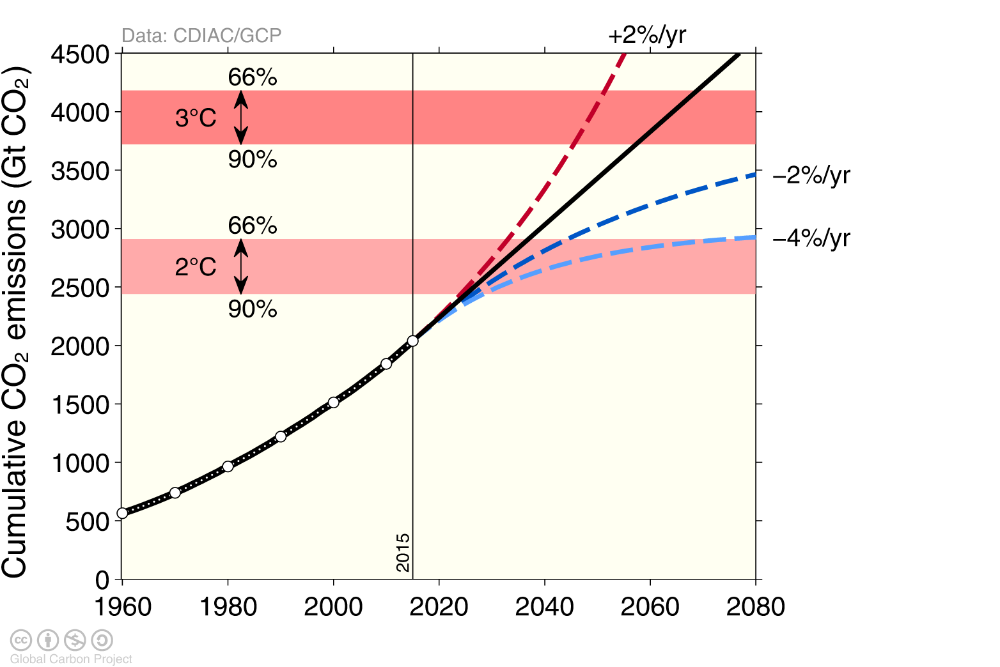 Data: CDIAC/GCP
+2%/yr
Cumulative CO₂ emissions (Gt CO₂)
4500
4000
3500
3000
2500
2000
1500
1000
500
0
66%
3°C
90%
66%
2°C
90%
−2%/yr
−4%/yr
2015
1960 1980 2000 2020 2040 2060 2080
cc
Global Carbon Project